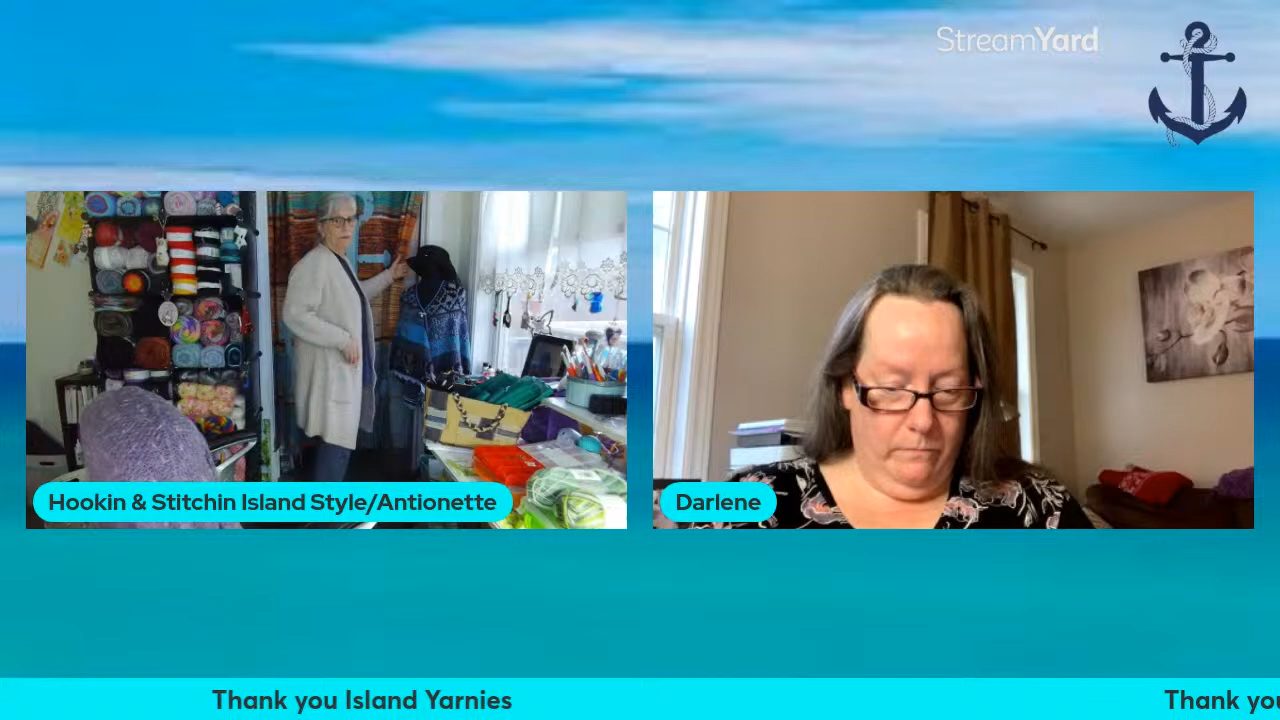 StreamYard
Hookin & Stitchin Island Style/Antionette
Darlene
Thank you Island Yarnies
Thank you